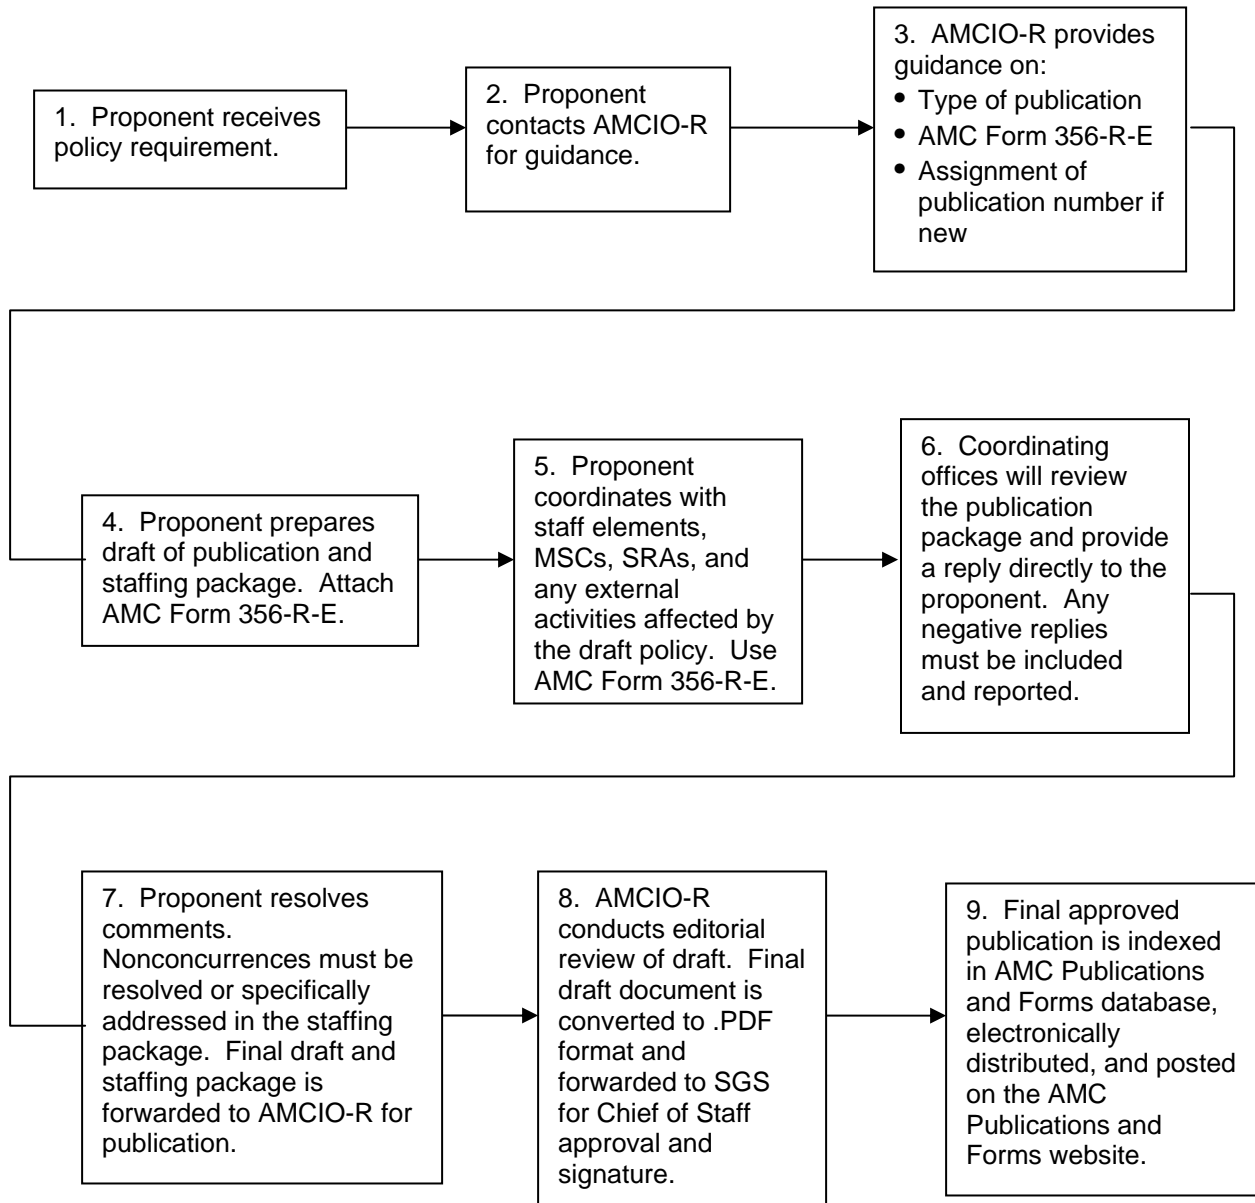 1.  Proponent receives
policy requirement.
2.  Proponent
contacts AMCIO-R
for guidance.
3.  AMCIO-R provides
guidance on:
• Type of publication
• AMC Form 356-R-E
• Assignment of
publication number if
new
4.  Proponent prepares
draft of publication and
staffing package.  Attach
AMC Form 356-R-E.
5.  Proponent
coordinates with
staff elements,
MSCs, SRAs, and
any external
activities affected by
the draft policy.  Use
AMC Form 356-R-E.
6.  Coordinating
offices will review
the publication
package and provide
a reply directly to the
proponent.  Any
negative replies
must be included
and reported.
7.  Proponent resolves
comments.
Nonconcurrences must be
resolved or specifically
addressed in the staffing
package.  Final draft and
staffing package is
forwarded to AMCIO-R for
publication.
8.  AMCIO-R
conducts editorial
review of draft.  Final
draft document is
converted to .PDF
format and
forwarded to SGS
for Chief of Staff
approval and
signature.
9.  Final approved
publication is indexed
in AMC Publications
and Forms database,
electronically
distributed, and posted
on the AMC
Publications and
Forms website.